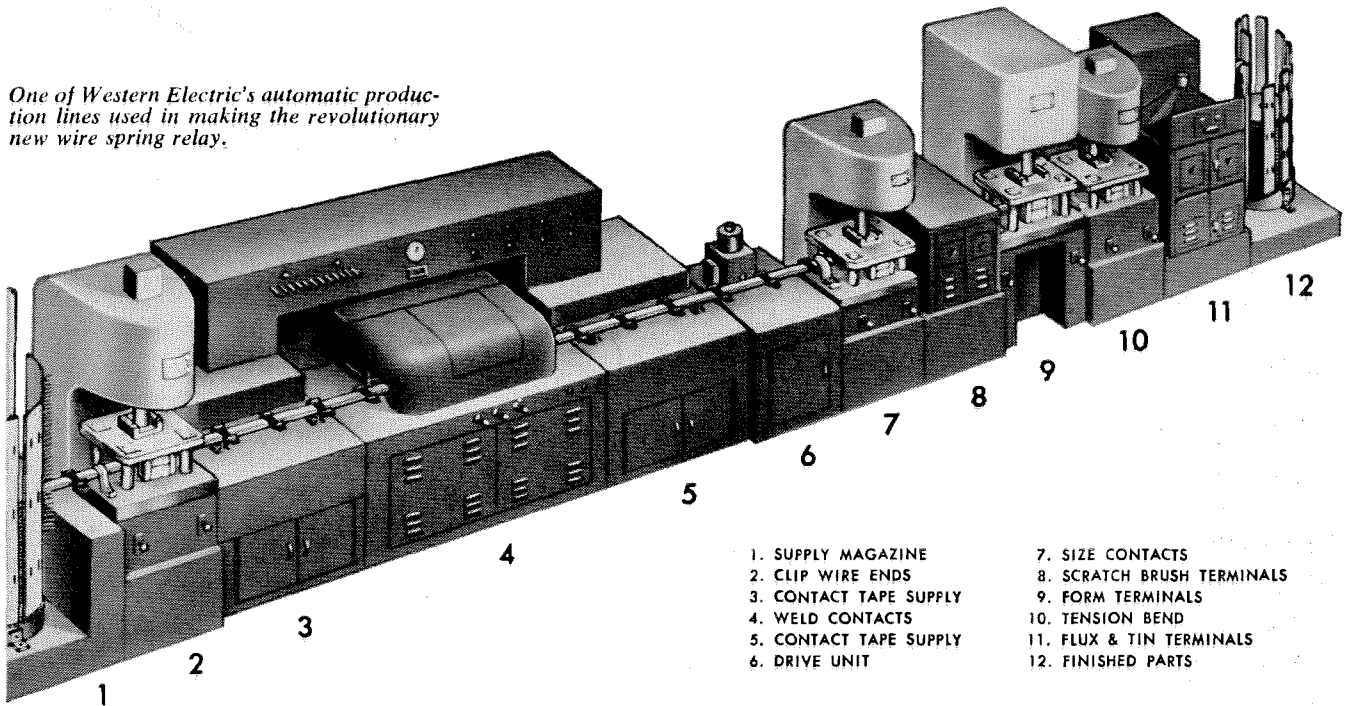 One of Western Electric's automatic produc-
tion lines used in making the revolutionary
new wire spring relay.
1
2
3
4
5
6
7
8
9
10
11
12
1. SUPPLY MAGAZINE
2. CLIP WIRE ENDS
3. CONTACT TAPE SUPPLY
4. WELD CONTACTS
5. CONTACT TAPE SUPPLY
6. DRIVE UNIT
7. SIZE CONTACTS
8. SCRATCH BRUSH TERMINALS
9. FORM TERMINALS
10. TENSION BEND
11. FLUX & TIN TERMINALS
12. FINISHED PARTS